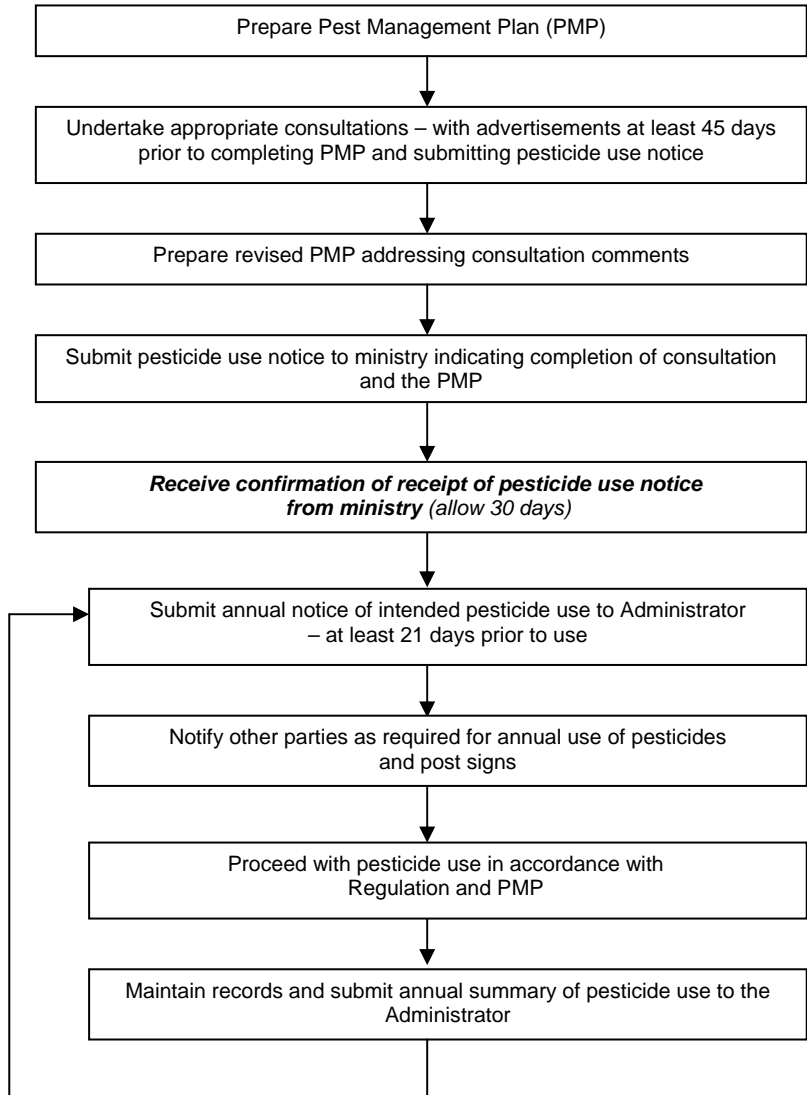 Prepare Pest Management Plan (PMP)
Undertake appropriate consultations – with advertisements at least 45 days
prior to completing PMP and submitting pesticide use notice
Prepare revised PMP addressing consultation comments
Submit pesticide use notice to ministry indicating completion of consultation
and the PMP
Receive confirmation of receipt of pesticide use notice
from ministry (allow 30 days)
Submit annual notice of intended pesticide use to Administrator
– at least 21 days prior to use
Notify other parties as required for annual use of pesticides
and post signs
Proceed with pesticide use in accordance with
Regulation and PMP
Maintain records and submit annual summary of pesticide use to the
Administrator